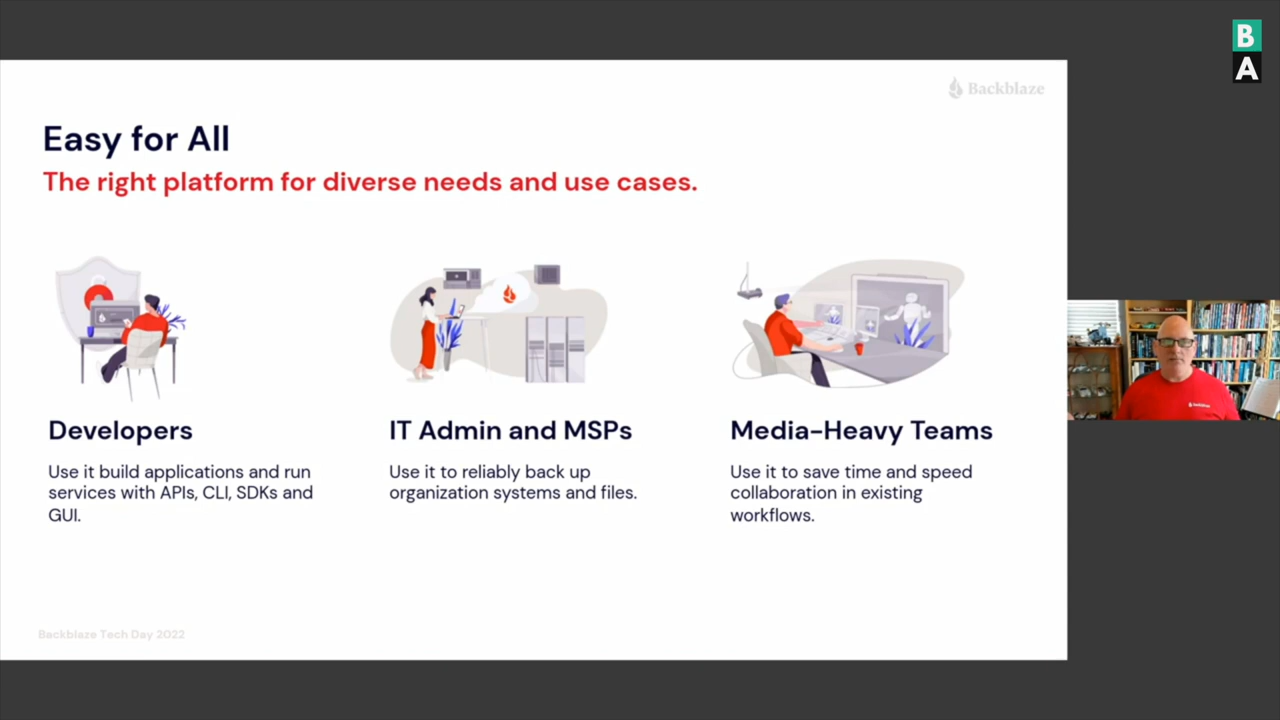 B
A
Backblaze
Easy for All
The right platform for diverse needs and use cases.
Developers
Use it build applications and run
services with APIs, CLI, SDKs and
GUI.
IT Admin and MSPs
Use it to reliably back up
organization systems and files.
Media-Heavy Teams
Use it to save time and speed
collaboration in existing
workflows.
Backblaze Tech Day 2022